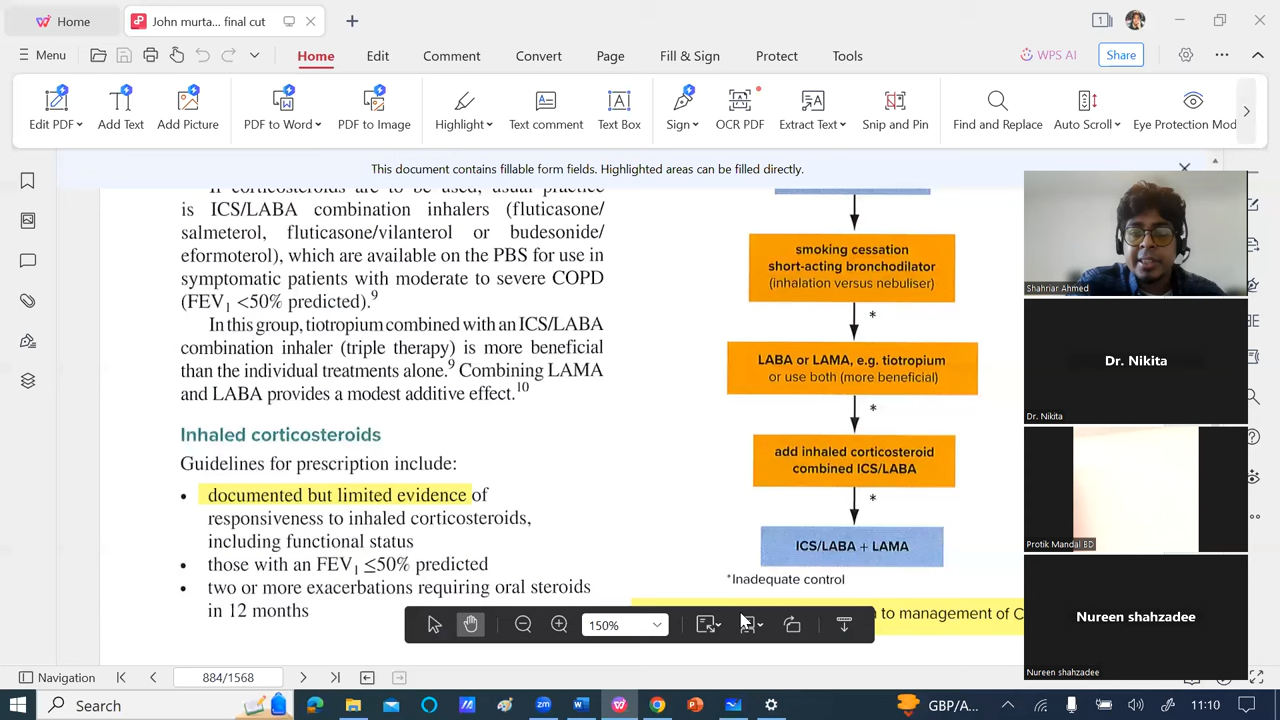 Home
John murta... final cut
1
Menu
Home
Edit
Comment
Convert
Page
Fill & Sign
Protect
Tools
WPS AI
Share
Edit PDF
Add Text
Add Picture
PDF to Word
PDF to Image
Highlight
Text comment
Text Box
Sign
OCR PDF
Extract Text
Snip and Pin
Find and Replace
Auto Scroll
Eye Protection Mod
This document contains fillable form fields. Highlighted areas can be filled directly.
If corticosteroids are to be used, usual practice
is ICS/LABA combination inhalers (fluticasone/
salmeterol, fluticasone/vilanterol or budesonide/
eformoterol), which are available on the PBS for use in
symptomatic patients with moderate to severe COPD
(FEV1 <50% predicted).9
In this group, tiotropium combined with an ICS/LABA
combination inhaler (triple therapy) is more beneficial
than the individual treatments alone.9 Combining LAMA
and LABA provides a modest additive effect.10
Inhaled corticosteroids
Guidelines for prescription include:
• documented but limited evidence of
responsiveness to inhaled corticosteroids,
including functional status
• those with an FEV1 ≤50% predicted
• two or more exacerbations requiring oral steroids
in 12 months
smoking cessation
short-acting bronchodilator
(inhalation versus nebuliser)
*
LABA or LAMA, e.g. tiotropium
or use both (more beneficial)
*
add inhaled corticosteroid
combined ICS/LABA
*
ICS/LABA + LAMA
*Inadequate control
n to management of C
150%
Shahriar Ahmed
Dr. Nikita
Dr. Nikita
Protik Mandal BD
Nureen shahzadee
Nureen shahzadee
Navigation
884/1568
Search
GBP/A...
11:10